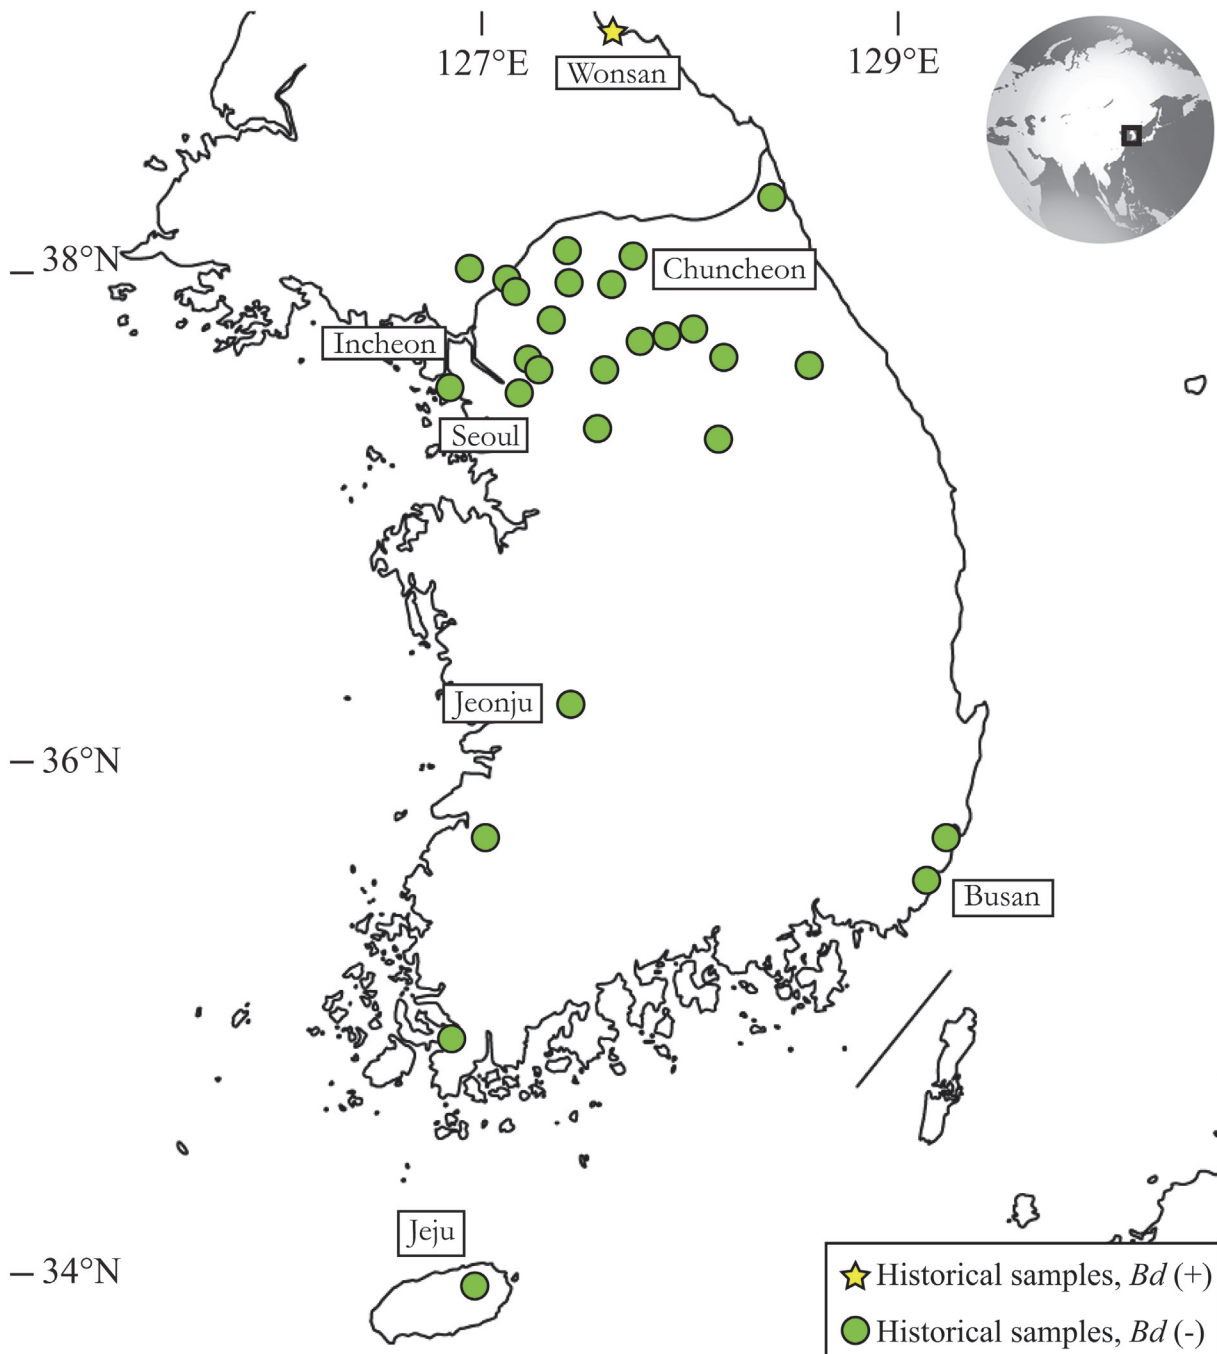 127°E
129°E
Wonsan
38°N
Chuncheon
Incheon
Seoul
Jeonju
36°N
Busan
Jeju
34°N
Historical samples, Bd (+)
Historical samples, Bd (-)